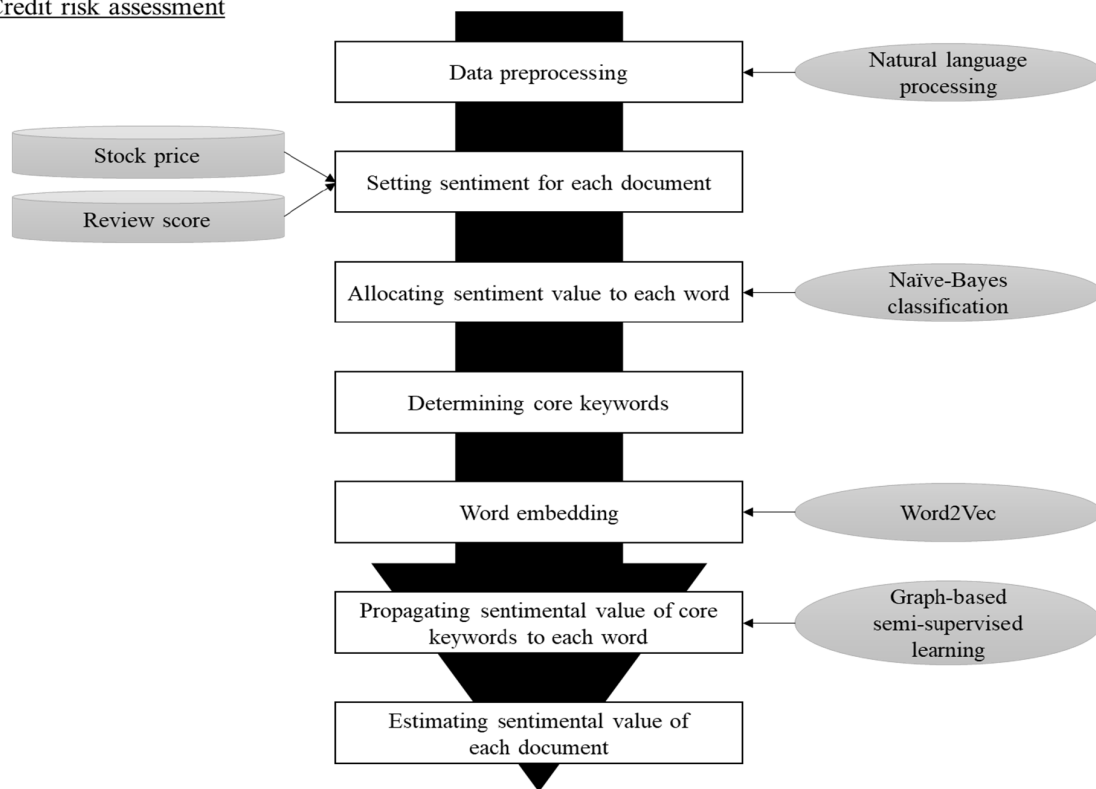 Credit risk assessment
Data preprocessing
Natural language
processing
Stock price
Review score
Setting sentiment for each document
Allocating sentiment value to each word
Naïve-Bayes
classification
Determining core keywords
Word embedding
Word2Vec
Propagating sentimental value of core
keywords to each word
Graph-based
semi-supervised
learning
Estimating sentimental value of
each document